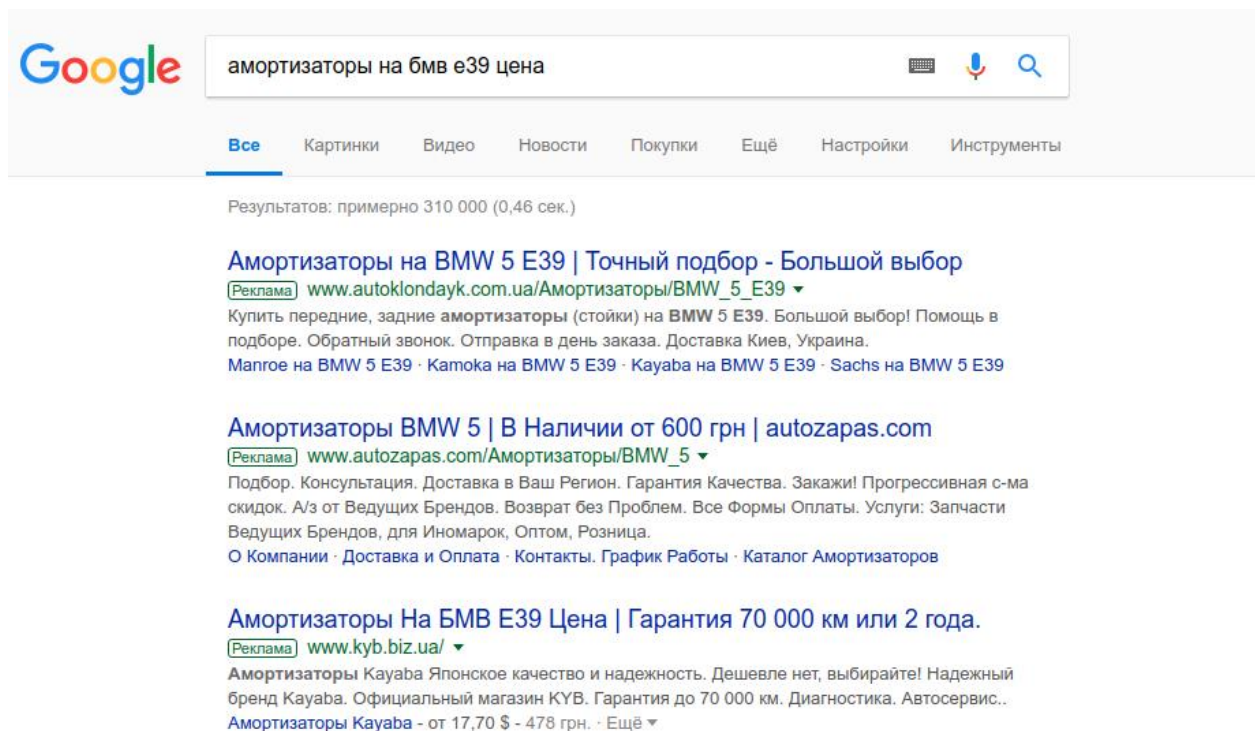 Google
амортизаторы на бмв е39 цена
Все Картинки Видео Новости Покупки Ещё Настройки Инструменты
Результатов: примерно 310 000 (0,46 сек.)
Амортизаторы на BMW 5 E39 | Точный подбор - Большой выбор
Реклама www.autoklondayk.com.ua/Амортизаторы/BMW_5_E39
Купить передние, задние амортизаторы (стойки) на BMW 5 E39. Большой выбор! Помощь в
подборе. Обратный звонок. Отправка в день заказа. Доставка Киев, Украина.
Manroe на BMW 5 E39 · Kamoka на BMW 5 E39 · Kayaba на BMW 5 E39 · Sachs на BMW 5 E39
Амортизаторы BMW 5 | В Наличии от 600 грн | autozapas.com
Реклама www.autozapas.com/Амортизаторы/BMW_5
Подбор. Консультация. Доставка в Ваш Регион. Гарантия Качества. Закажи! Прогрессивная с-ма
скидок. А/з от Ведущих Брендов. Возврат без Проблем. Все Формы Оплаты. Услуги: Запчасти
Ведущих Брендов, для Иномарок, Оптом, Розница.
О Компании · Доставка и Оплата · Контакты. График Работы · Каталог Амортизаторов
Амортизаторы На БМВ Е39 Цена | Гарантия 70 000 км или 2 года.
Реклама www.kyb.biz.ua/
Амортизаторы Kayaba Японское качество и надежность. Дешевле нет, выбирайте! Надежный
бренд Kayaba. Официальный магазин KYB. Гарантия до 70 000 км. Диагностика. Автосервис..
Амортизаторы Kayaba - от 17,70 $ - 478 грн. · Ещё